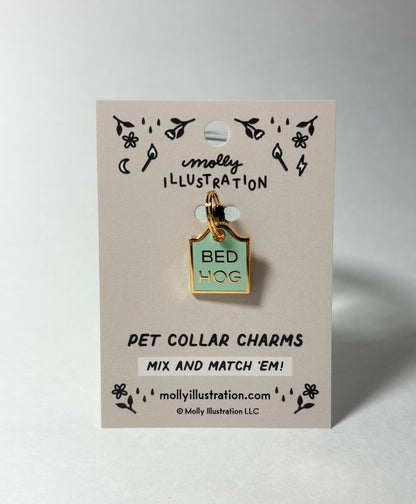 molly
ILLUSTRATION
BED
HOG
PET COLLAR CHARMS
MIX AND MATCH 'EM!
mollyillustration.com
© Molly Illustration LLC